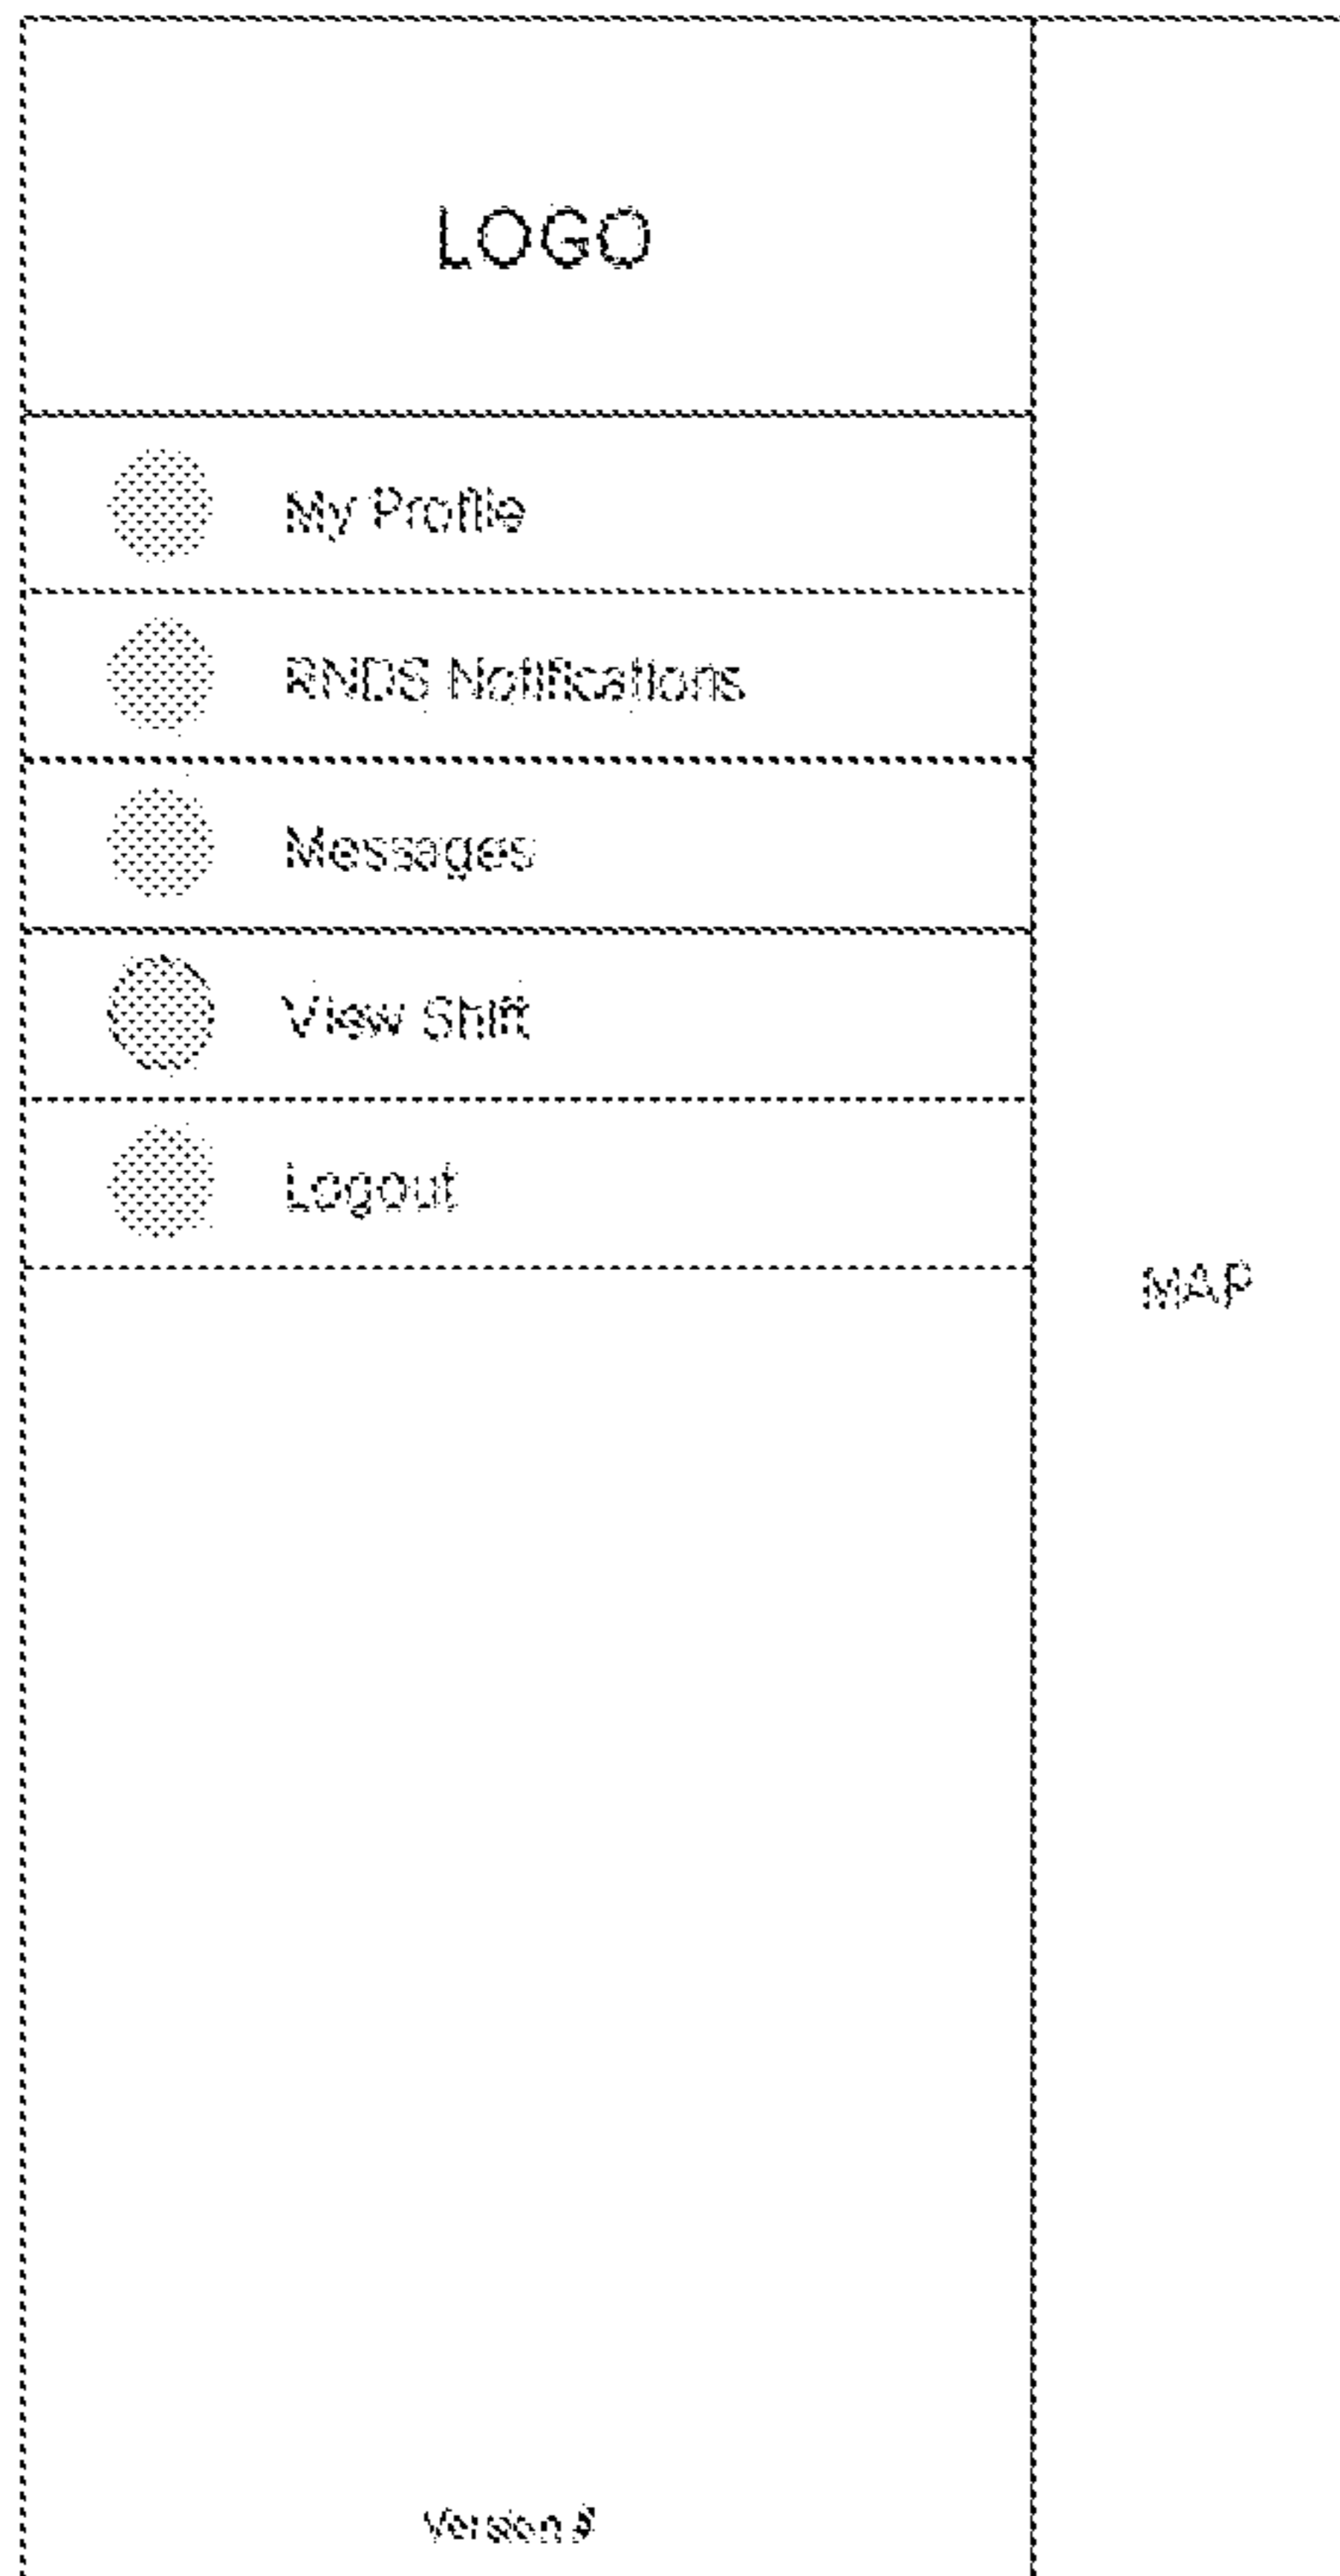 LOGO
My Profile
RNDS Notifications
Messages
View Shift
Logout
MAP
Version #